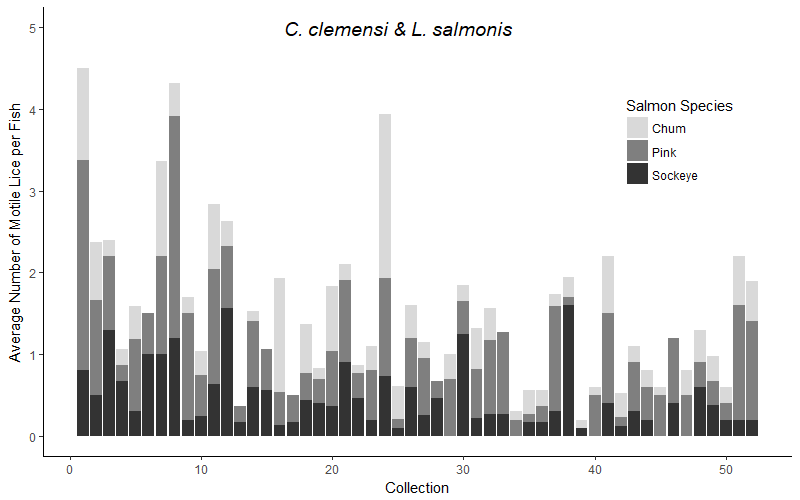 C. clemensi & L. salmonis
Average Number of Motile Lice per Fish
5
4
3
2
1
0
Salmon Species
Chum
Pink
Sockeye
0 10 20 30 40 50
Collection